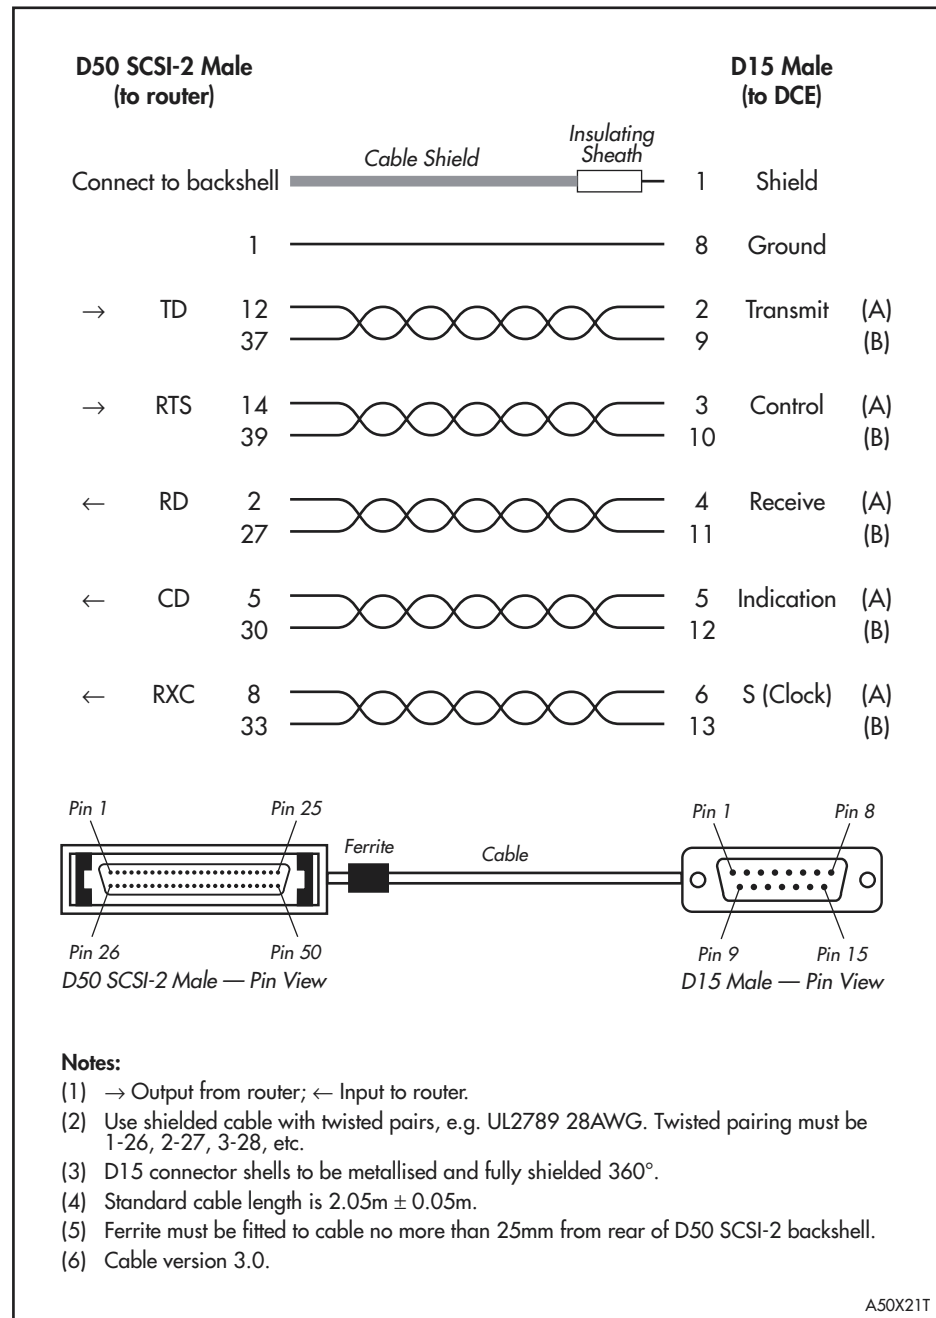 D50 SCSI-2 Male
(to router)
D15 Male
(to DCE)
Connect to backshell Cable Shield Insulating
Sheath 1 Shield
1 8 Ground
→ TD 12 2 Transmit (A)
37 9 (B)
→ RTS 14 3 Control (A)
39 10 (B)
← RD 2 4 Receive (A)
27 11 (B)
← CD 5 5 Indication (A)
30 12 (B)
← RXC 8 6 S (Clock) (A)
33 13 (B)
Pin 1 Pin 25 Pin 1 Pin 8
Ferrite Cable
Pin 26 Pin 50 Pin 9 Pin 15
D50 SCSI-2 Male — Pin View D15 Male — Pin View
Notes:
(1) → Output from router; ← Input to router.
(2) Use shielded cable with twisted pairs, e.g. UL2789 28AWG. Twisted pairing must be
1-26, 2-27, 3-28, etc.
(3) D15 connector shells to be metallised and fully shielded 360°.
(4) Standard cable length is 2.05m ± 0.05m.
(5) Ferrite must be fitted to cable no more than 25mm from rear of D50 SCSI-2 backshell.
(6) Cable version 3.0.
A50X21T